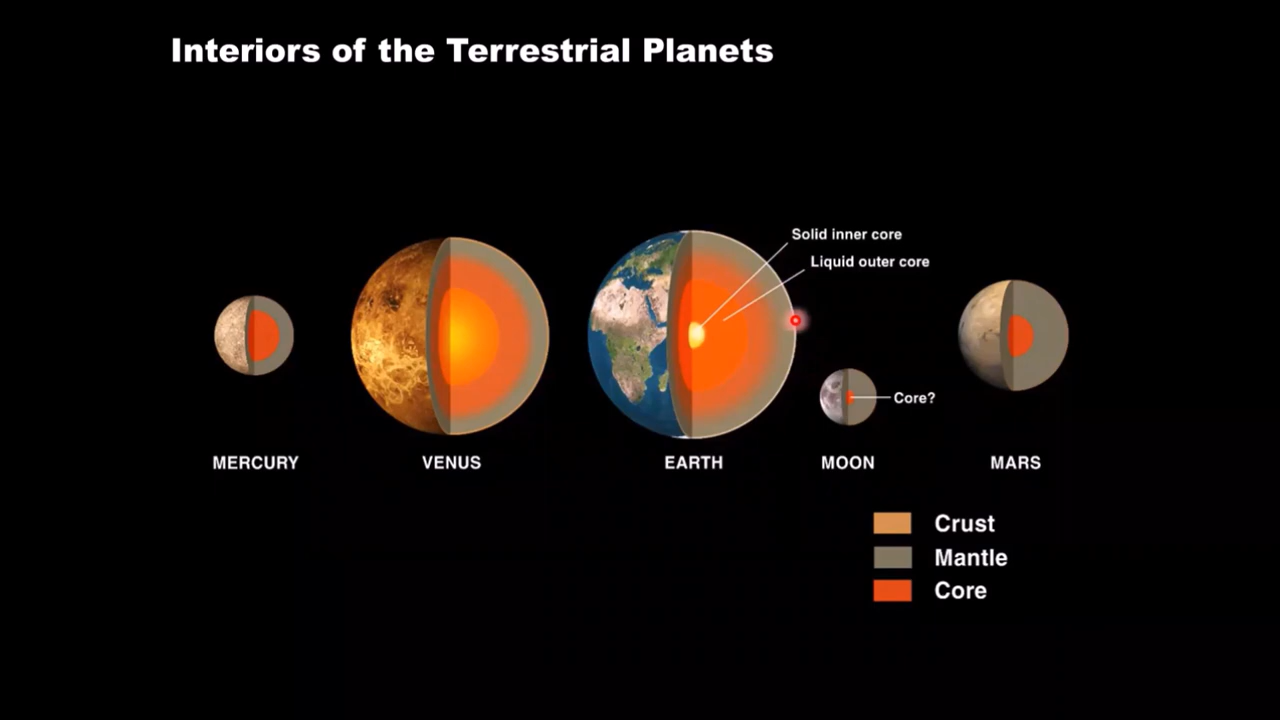 Interiors of the Terrestrial Planets
Solid inner core
Liquid outer core
Core?
MERCURY
VENUS
EARTH
MOON
MARS
Crust
Mantle
Core